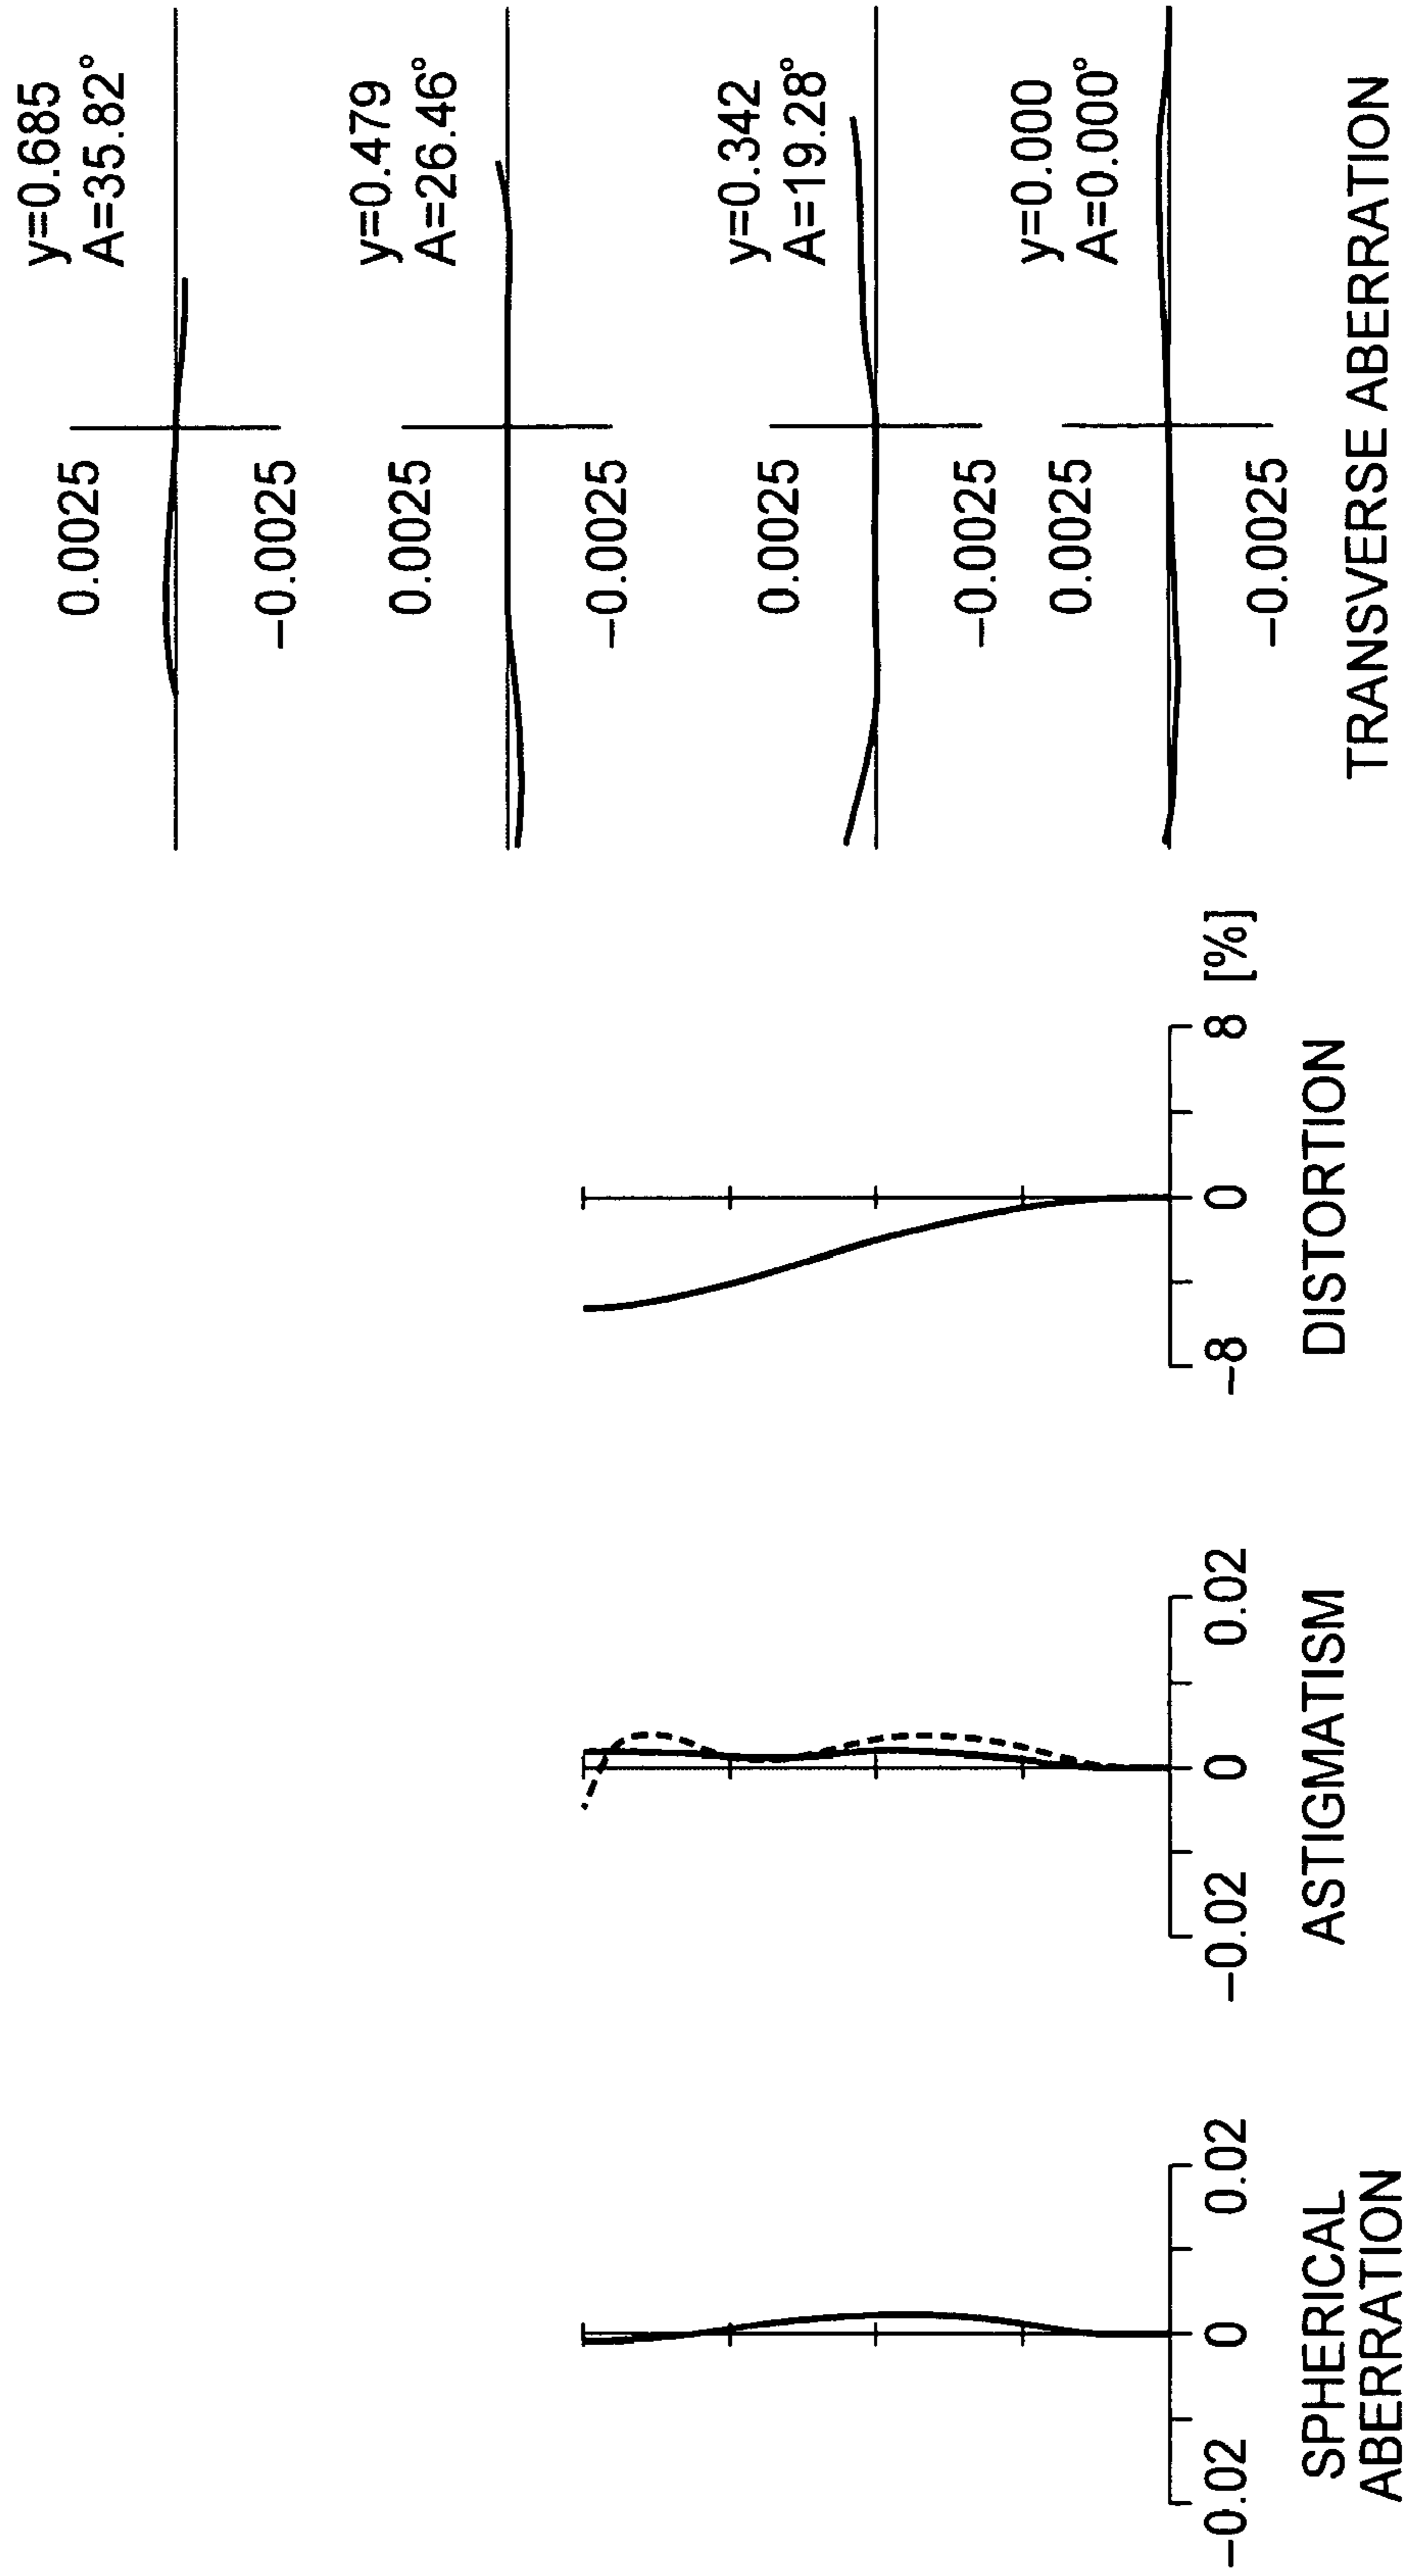 −0.02 0 0.02
SPHERICAL
ABERRATION
−0.02 0 0.02
ASTIGMATISM
−8 0 8 [%]
DISTORTION
y=0.685
A=35.82°
0.0025
−0.0025
y=0.479
A=26.46°
0.0025
−0.0025
y=0.342
A=19.28°
0.0025
−0.0025
y=0.000
A=0.000°
0.0025
−0.0025
TRANSVERSE ABERRATION